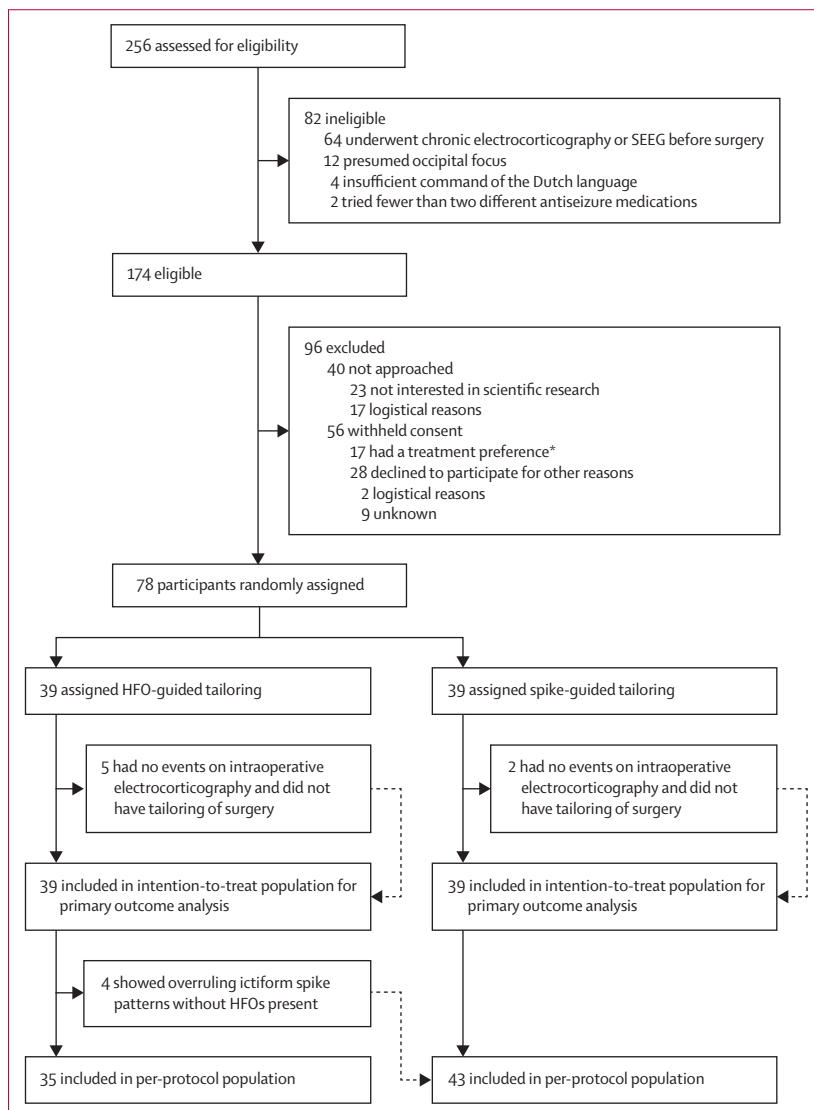 256 assessed for eligibility
82 ineligible
64 underwent chronic electrocorticography or SEEG before surgery
12 presumed occipital focus
4 insufficient command of the Dutch language
2 tried fewer than two different antiseizure medications
174 eligible
96 excluded
40 not approached
23 not interested in scientific research
17 logistical reasons
56 withheld consent
17 had a treatment preference*
28 declined to participate for other reasons
2 logistical reasons
9 unknown
78 participants randomly assigned
39 assigned HFO-guided tailoring
39 assigned spike-guided tailoring
5 had no events on intraoperative
electrocorticography and did not
have tailoring of surgery
2 had no events on intraoperative
electrocorticography and did not
have tailoring of surgery
39 included in intention-to-treat population for
primary outcome analysis
39 included in intention-to-treat population for
primary outcome analysis
4 showed overruling ictiform spike
patterns without HFOs present
35 included in per-protocol population
43 included in per-protocol population